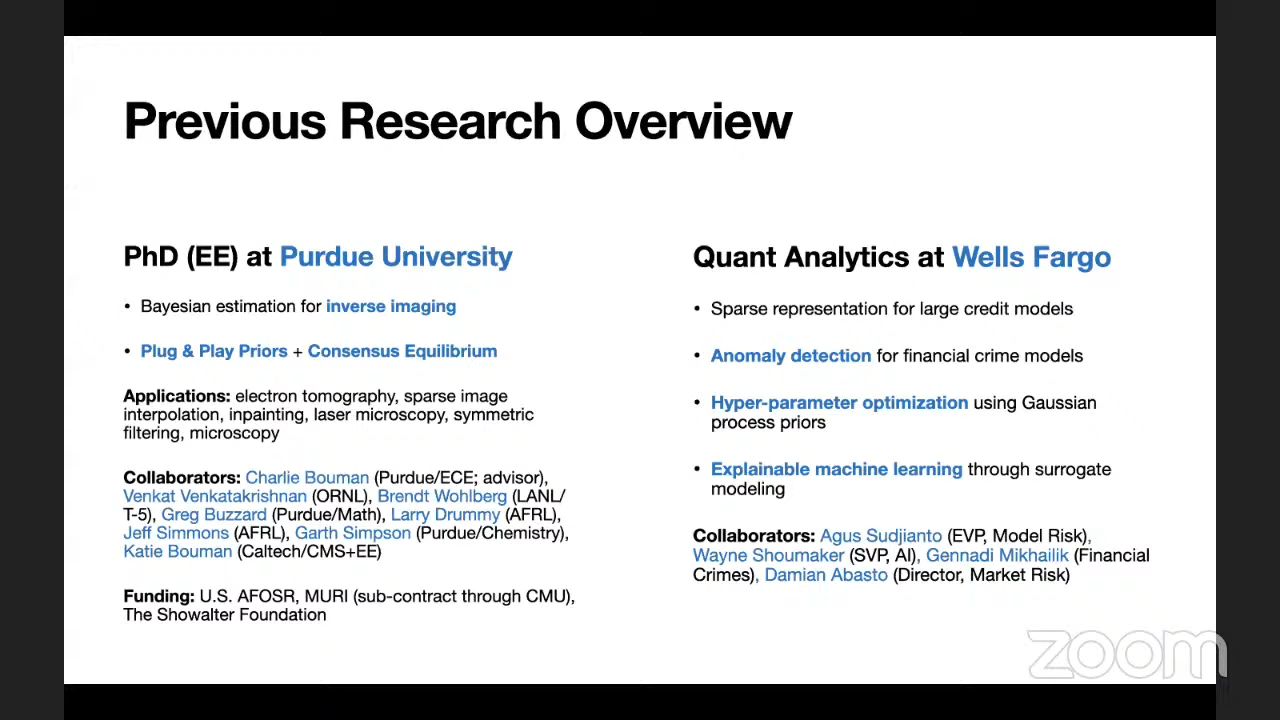 Previous Research Overview
PhD (EE) at Purdue University
• Bayesian estimation for inverse imaging
• Plug & Play Priors + Consensus Equilibrium
Applications: electron tomography, sparse image
interpolation, inpainting, laser microscopy, symmetric
filtering, microscopy
Collaborators: Charlie Bouman (Purdue/ECE; advisor),
Venkat Venkatakrishnan (ORNL), Brendt Wohlberg (LANL/
T-5), Greg Buzzard (Purdue/Math), Larry Drummy (AFRL),
Jeff Simmons (AFRL), Garth Simpson (Purdue/Chemistry),
Katie Bouman (Caltech/CMS+EE)
Funding: U.S. AFOSR, MURI (sub-contract through CMU),
The Showalter Foundation
Quant Analytics at Wells Fargo
• Sparse representation for large credit models
• Anomaly detection for financial crime models
• Hyper-parameter optimization using Gaussian
process priors
• Explainable machine learning through surrogate
modeling
Collaborators: Agus Sudjianto (EVP, Model Risk),
Wayne Shoumaker (SVP, AI), Gennadi Mikhailik (Financial
Crimes), Damian Abasto (Director, Market Risk)
zoom